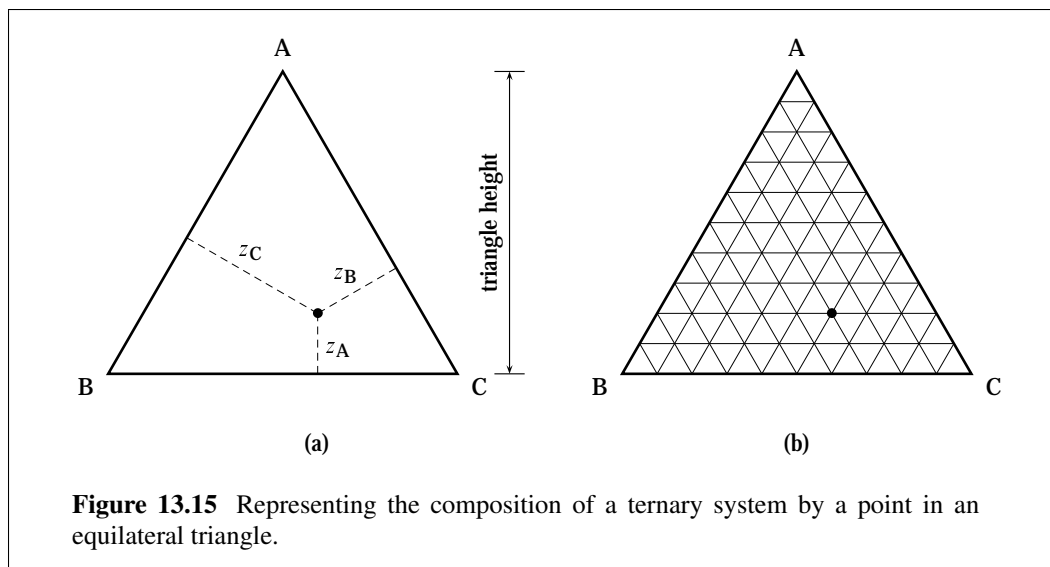 A
z_C
z_B
z_A
B
C
(a)
triangle height
A
B
C
(b)
Figure 13.15 Representing the composition of a ternary system by a point in an
equilateral triangle.